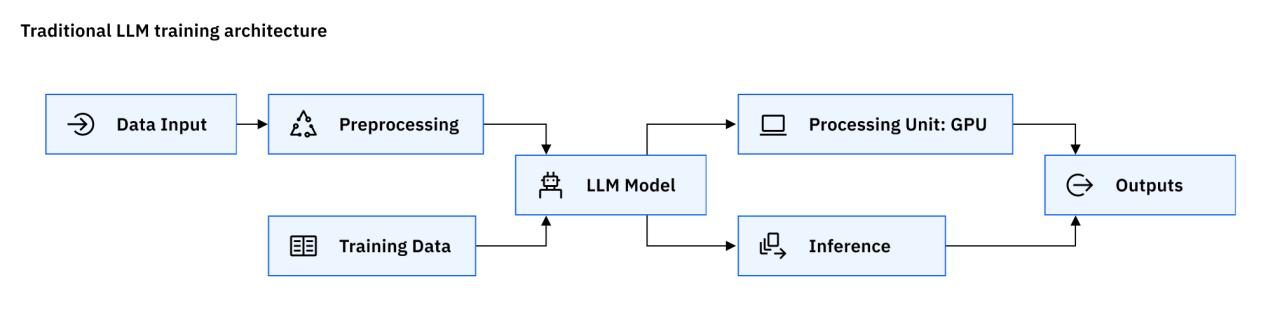 Traditional LLM training architecture
Data Input
Preprocessing
Processing Unit: GPU
LLM Model
Outputs
Training Data
Inference